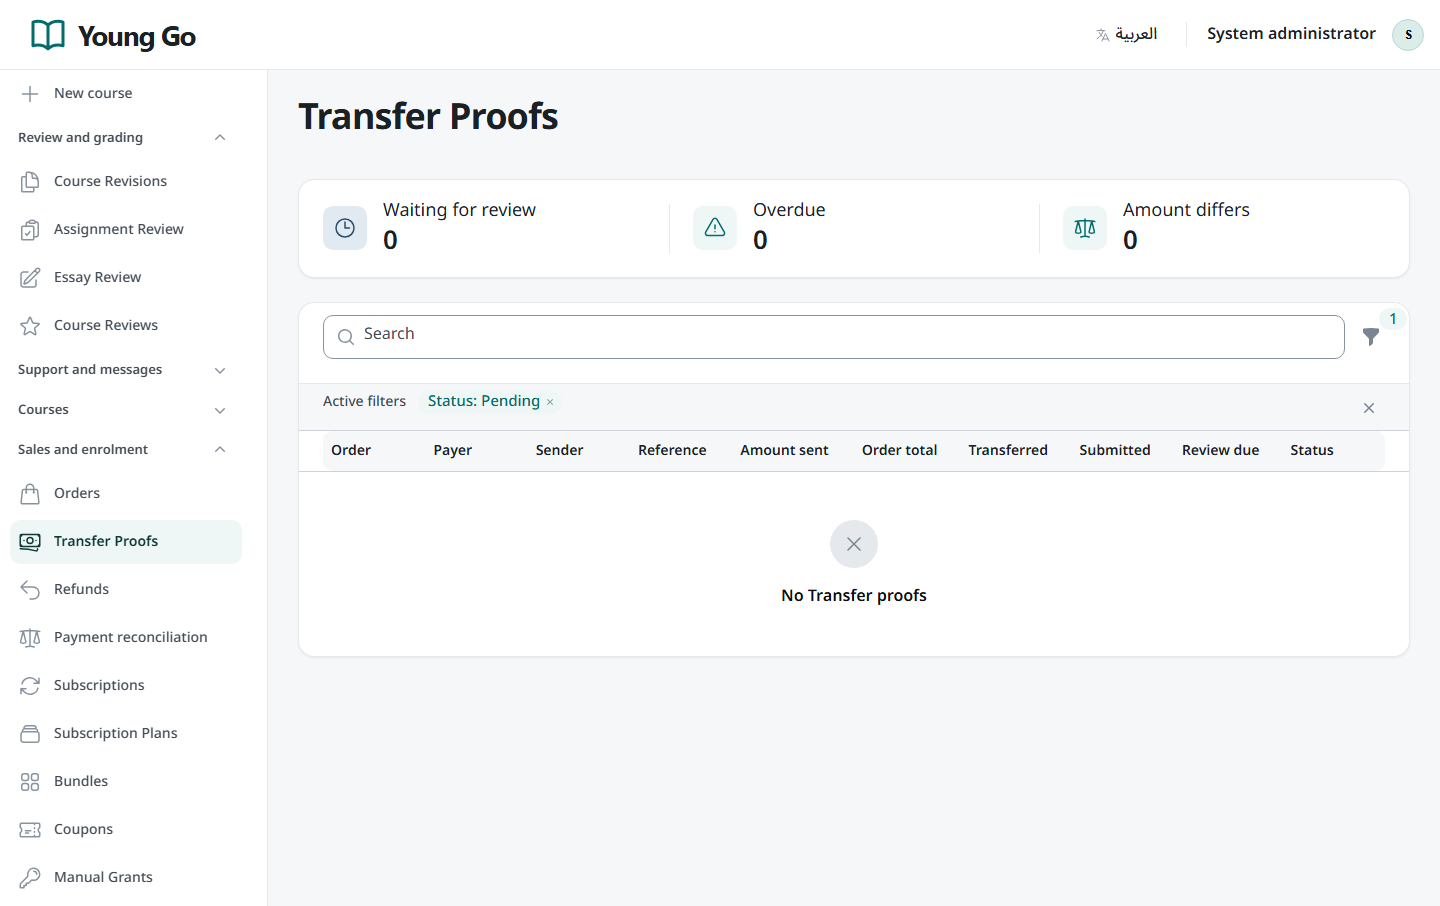 Young Go
العربية
System administrator
S
New course
Review and grading
Course Revisions
Assignment Review
Essay Review
Course Reviews
Support and messages
Courses
Sales and enrolment
Orders
Transfer Proofs
Refunds
Payment reconciliation
Subscriptions
Subscription Plans
Bundles
Coupons
Manual Grants
Transfer Proofs
Waiting for review
0
Overdue
0
Amount differs
0
Search
1
Active filters Status: Pending ×
Order Payer Sender Reference Amount sent Order total Transferred Submitted Review due Status
No Transfer proofs